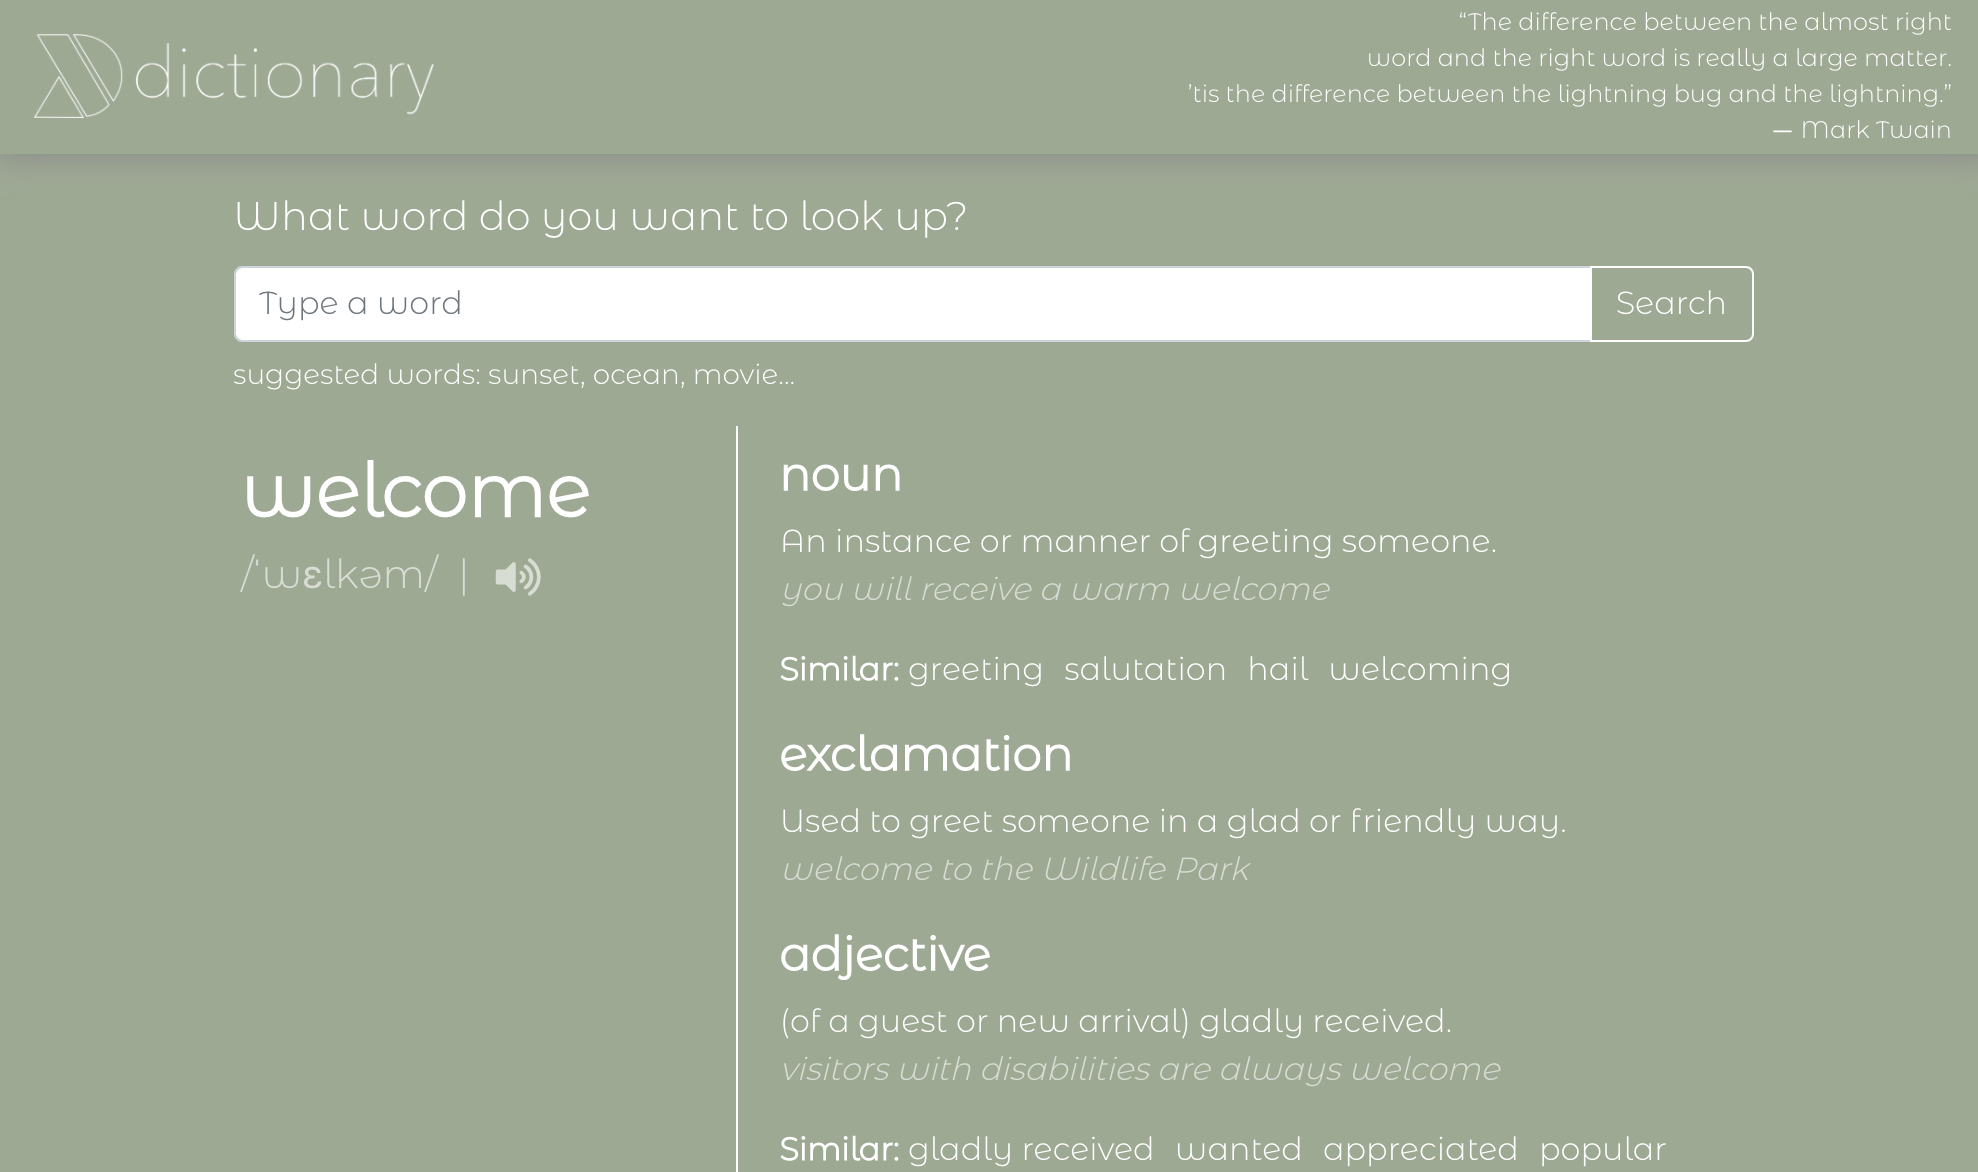 dictionary
“The difference between the almost right
word and the right word is really a large matter.
’tis the difference between the lightning bug and the lightning.”
— Mark Twain
What word do you want to look up?
Type a word
Search
suggested words: sunset, ocean, movie...
welcome
/ˈwɛlkəm/ |
noun
An instance or manner of greeting someone.
you will receive a warm welcome
Similar: greeting salutation hail welcoming
exclamation
Used to greet someone in a glad or friendly way.
welcome to the Wildlife Park
adjective
(of a guest or new arrival) gladly received.
visitors with disabilities are always welcome
Similar: gladly received wanted appreciated popular